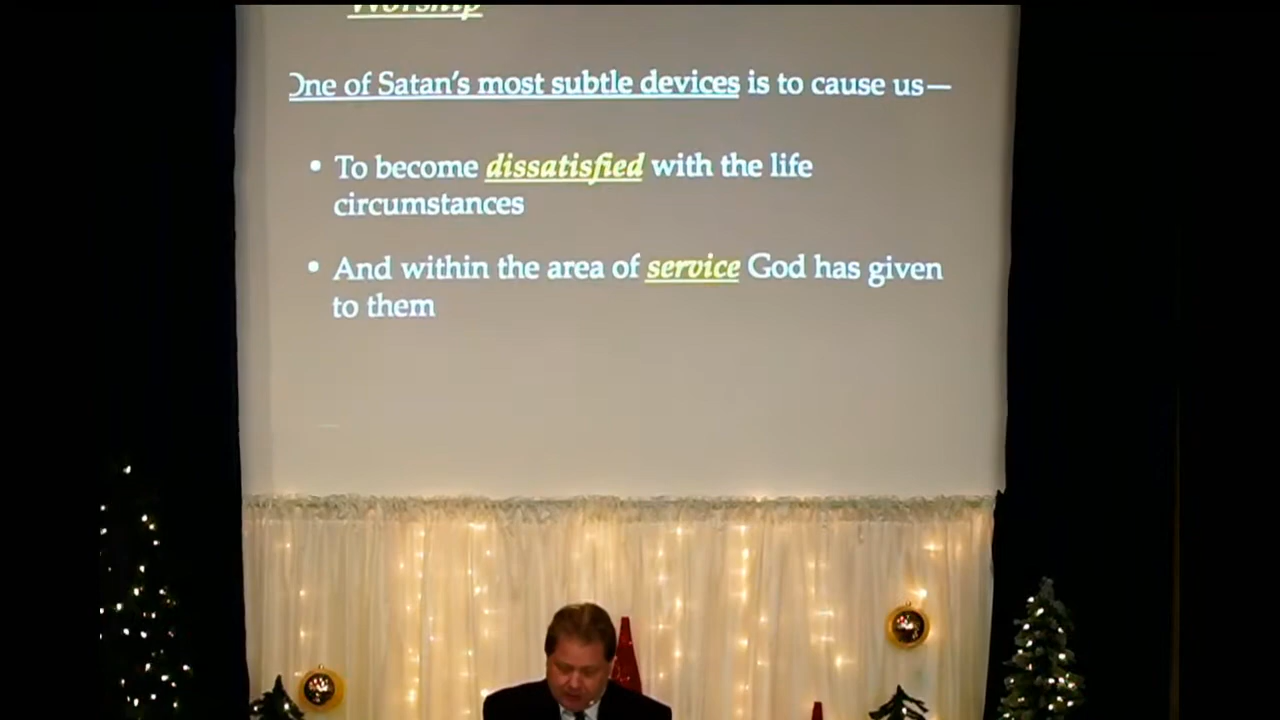 Worship
One of Satan's most subtle devices is to cause us—
• To become dissatisfied with the life
circumstances
• And within the area of service God has given
to them